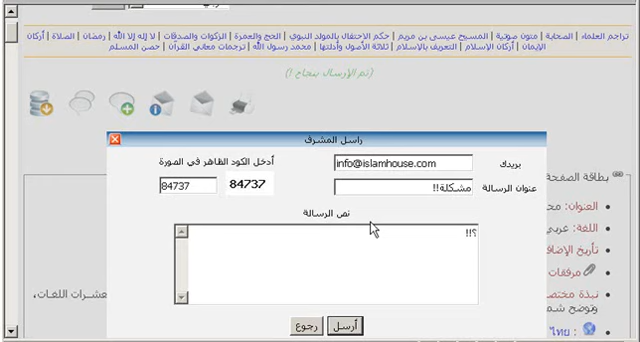 تراجم العلماء | الصحابة | متون صوتية | المسيح عيسى بن مريم | حكم الاحتفال بالمولد النبوي | الحج والعمرة | الزكوات والصدقات | لا إله إلا الله | رمضان | الصلاة | أركان
الإيمان | أركان الإسلام | التعريف بالإسلام | ثلاثة الأصول وأدلتها | محمد رسول الله | ترجمات معاني القرآن | حصن المسلم
(تم الإرسال بنجاح !)
راسل المشرف
بريدك info@islamhouse.com أدخل الكود الظاهر في الصورة
عنوان الرسالة مشكلة!! 84737 84737
نص الرسالة
؟!!
أرسل رجوع
بطاقة الصفحة
العنوان:
اللغة: عربي
تأريخ
مرفقات
نبذة
عشرات اللغات،
وتوضح
ไทย :